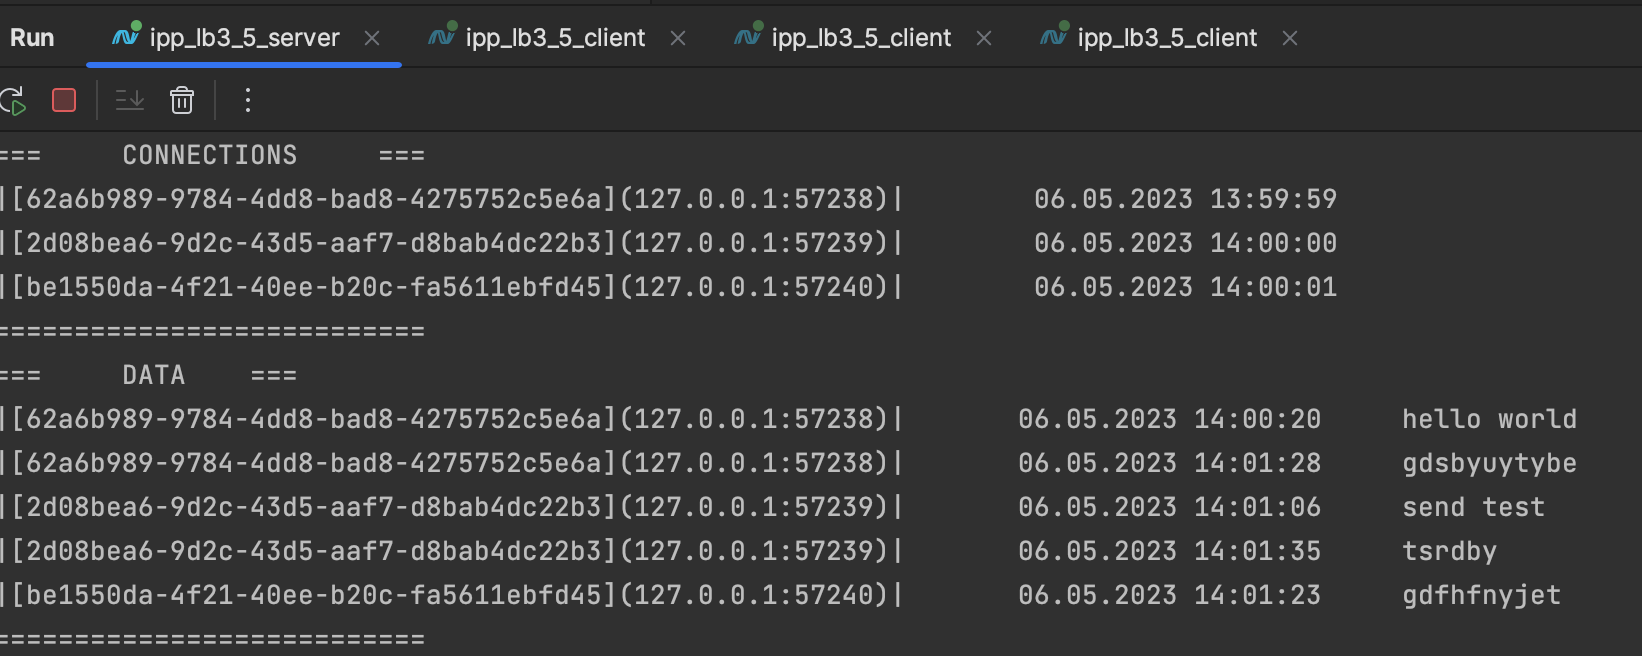 Run ipp_lb3_5_server ipp_lb3_5_client ipp_lb3_5_client ipp_lb3_5_client
=== CONNECTIONS ===
|[62a6b989-9784-4dd8-bad8-4275752c5e6a](127.0.0.1:57238)| 06.05.2023 13:59:59
|[2d08bea6-9d2c-43d5-aaf7-d8bab4dc22b3](127.0.0.1:57239)| 06.05.2023 14:00:00
|[be1550da-4f21-40ee-b20c-fa5611ebfd45](127.0.0.1:57240)| 06.05.2023 14:00:01
===========================
=== DATA ===
|[62a6b989-9784-4dd8-bad8-4275752c5e6a](127.0.0.1:57238)| 06.05.2023 14:00:20 hello world
|[62a6b989-9784-4dd8-bad8-4275752c5e6a](127.0.0.1:57238)| 06.05.2023 14:01:28 gdsbyuytybe
|[2d08bea6-9d2c-43d5-aaf7-d8bab4dc22b3](127.0.0.1:57239)| 06.05.2023 14:01:06 send test
|[2d08bea6-9d2c-43d5-aaf7-d8bab4dc22b3](127.0.0.1:57239)| 06.05.2023 14:01:35 tsrdby
|[be1550da-4f21-40ee-b20c-fa5611ebfd45](127.0.0.1:57240)| 06.05.2023 14:01:23 gdfhfnyjet
===========================